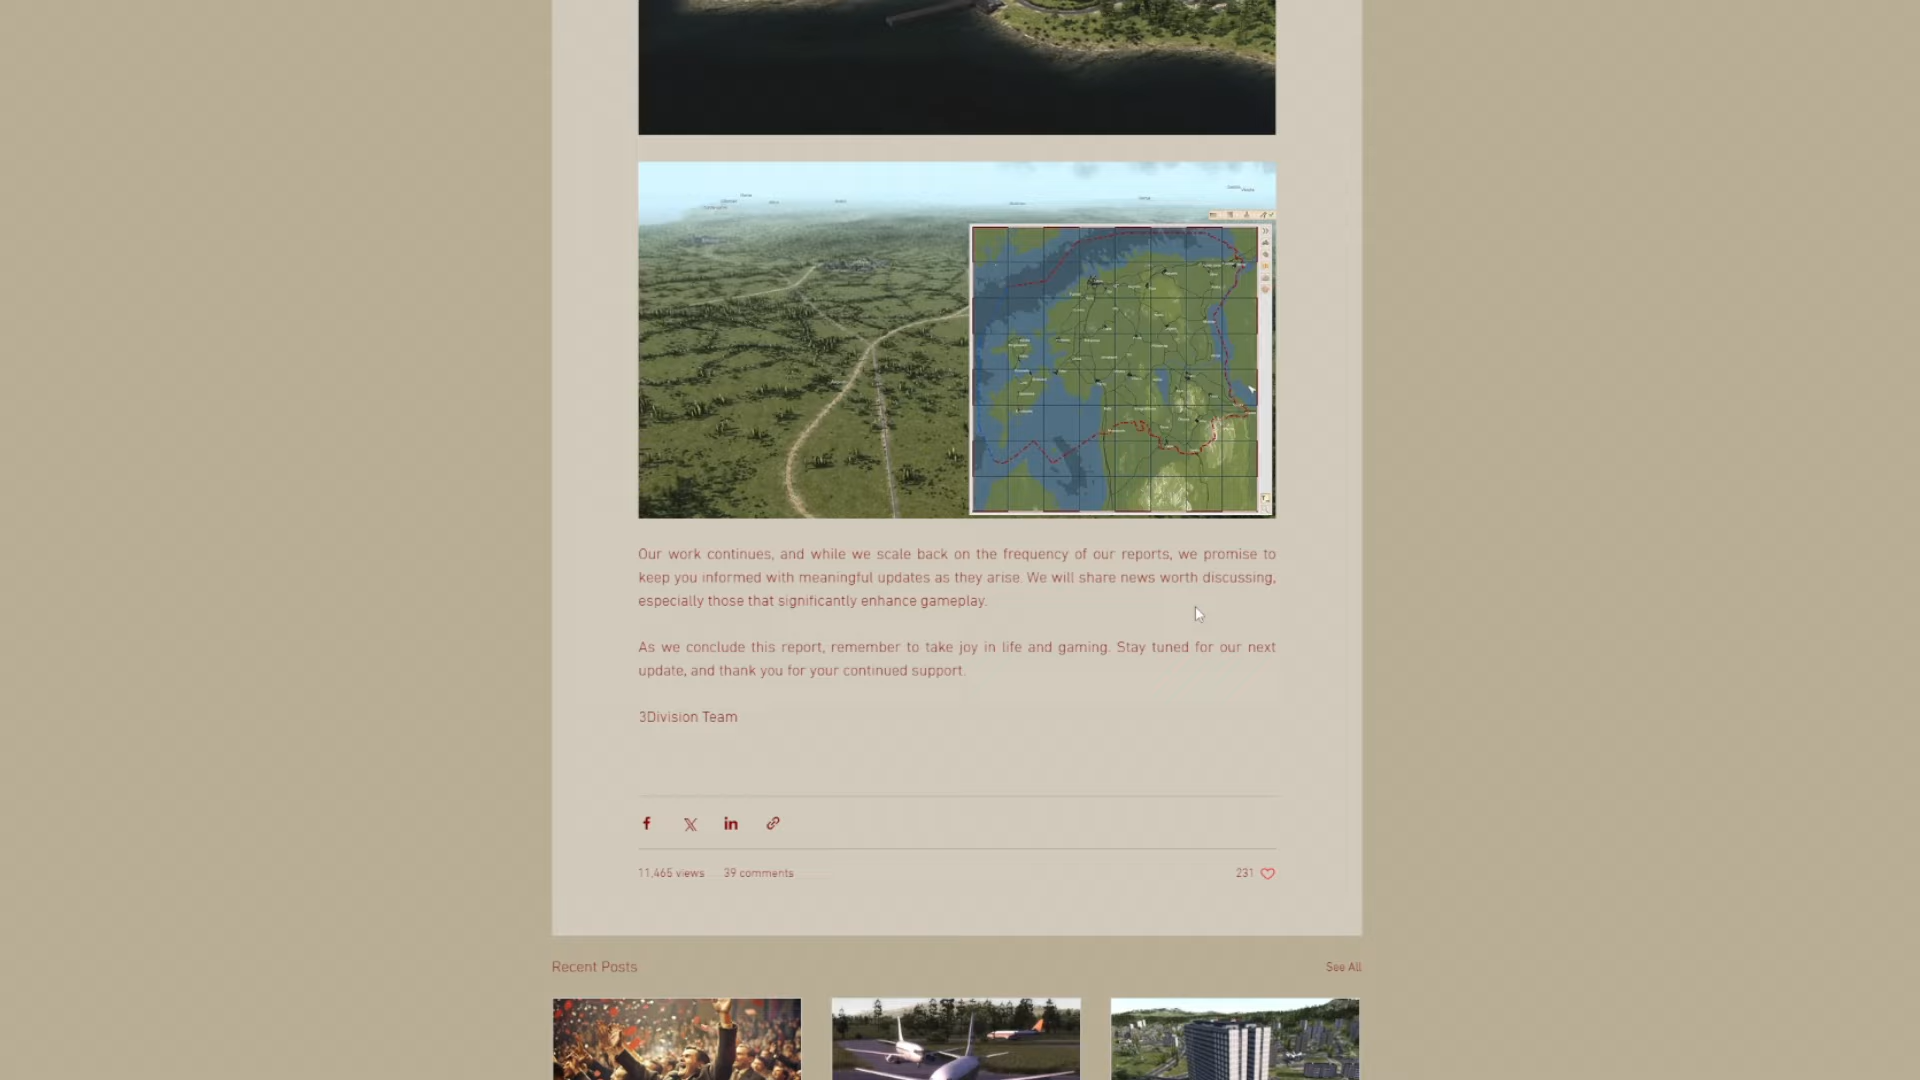 Our work continues, and while we scale back on the frequency of our reports, we promise to
keep you informed with meaningful updates as they arise. We will share news worth discussing,
especially those that significantly enhance gameplay.
As we conclude this report, remember to take joy in life and gaming. Stay tuned for our next
update, and thank you for your continued support.
3Division Team
11,465 views 39 comments
231
Recent Posts
See All